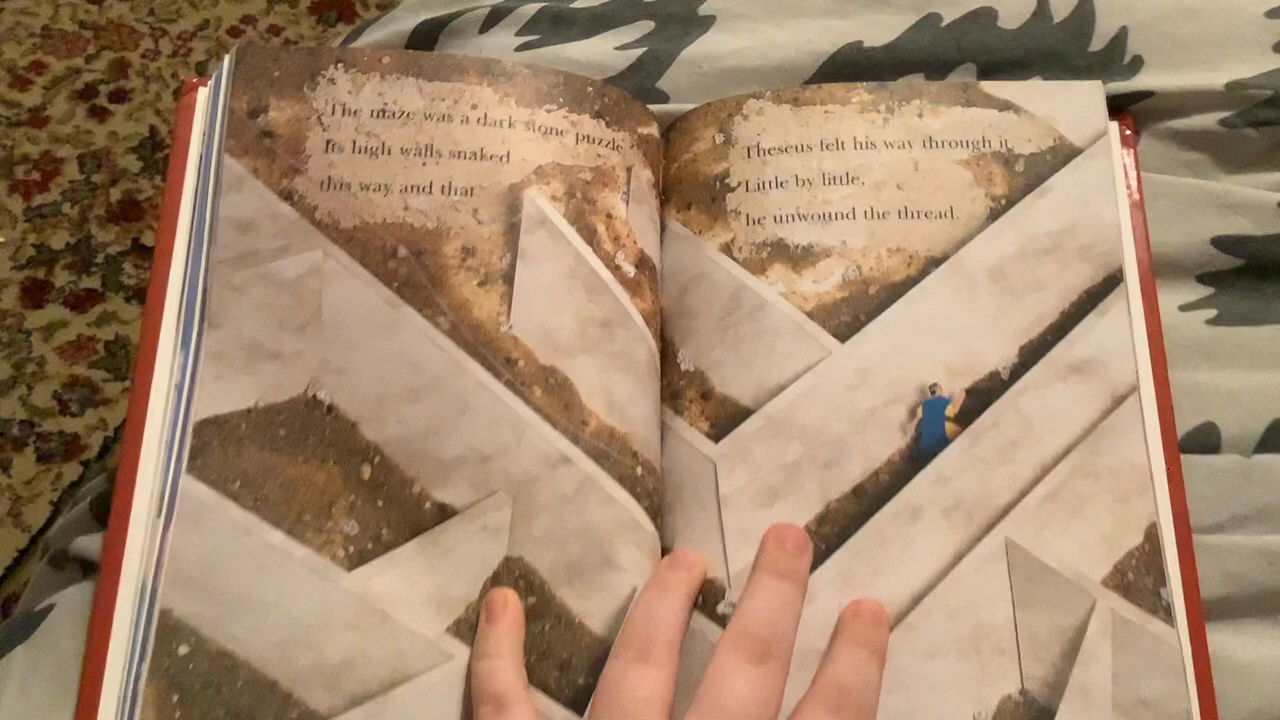 The maze was a dark stone puzzle
Its high walls snaked
this way and that
Theseus felt his way through it
Little by little,
he unwound the thread.